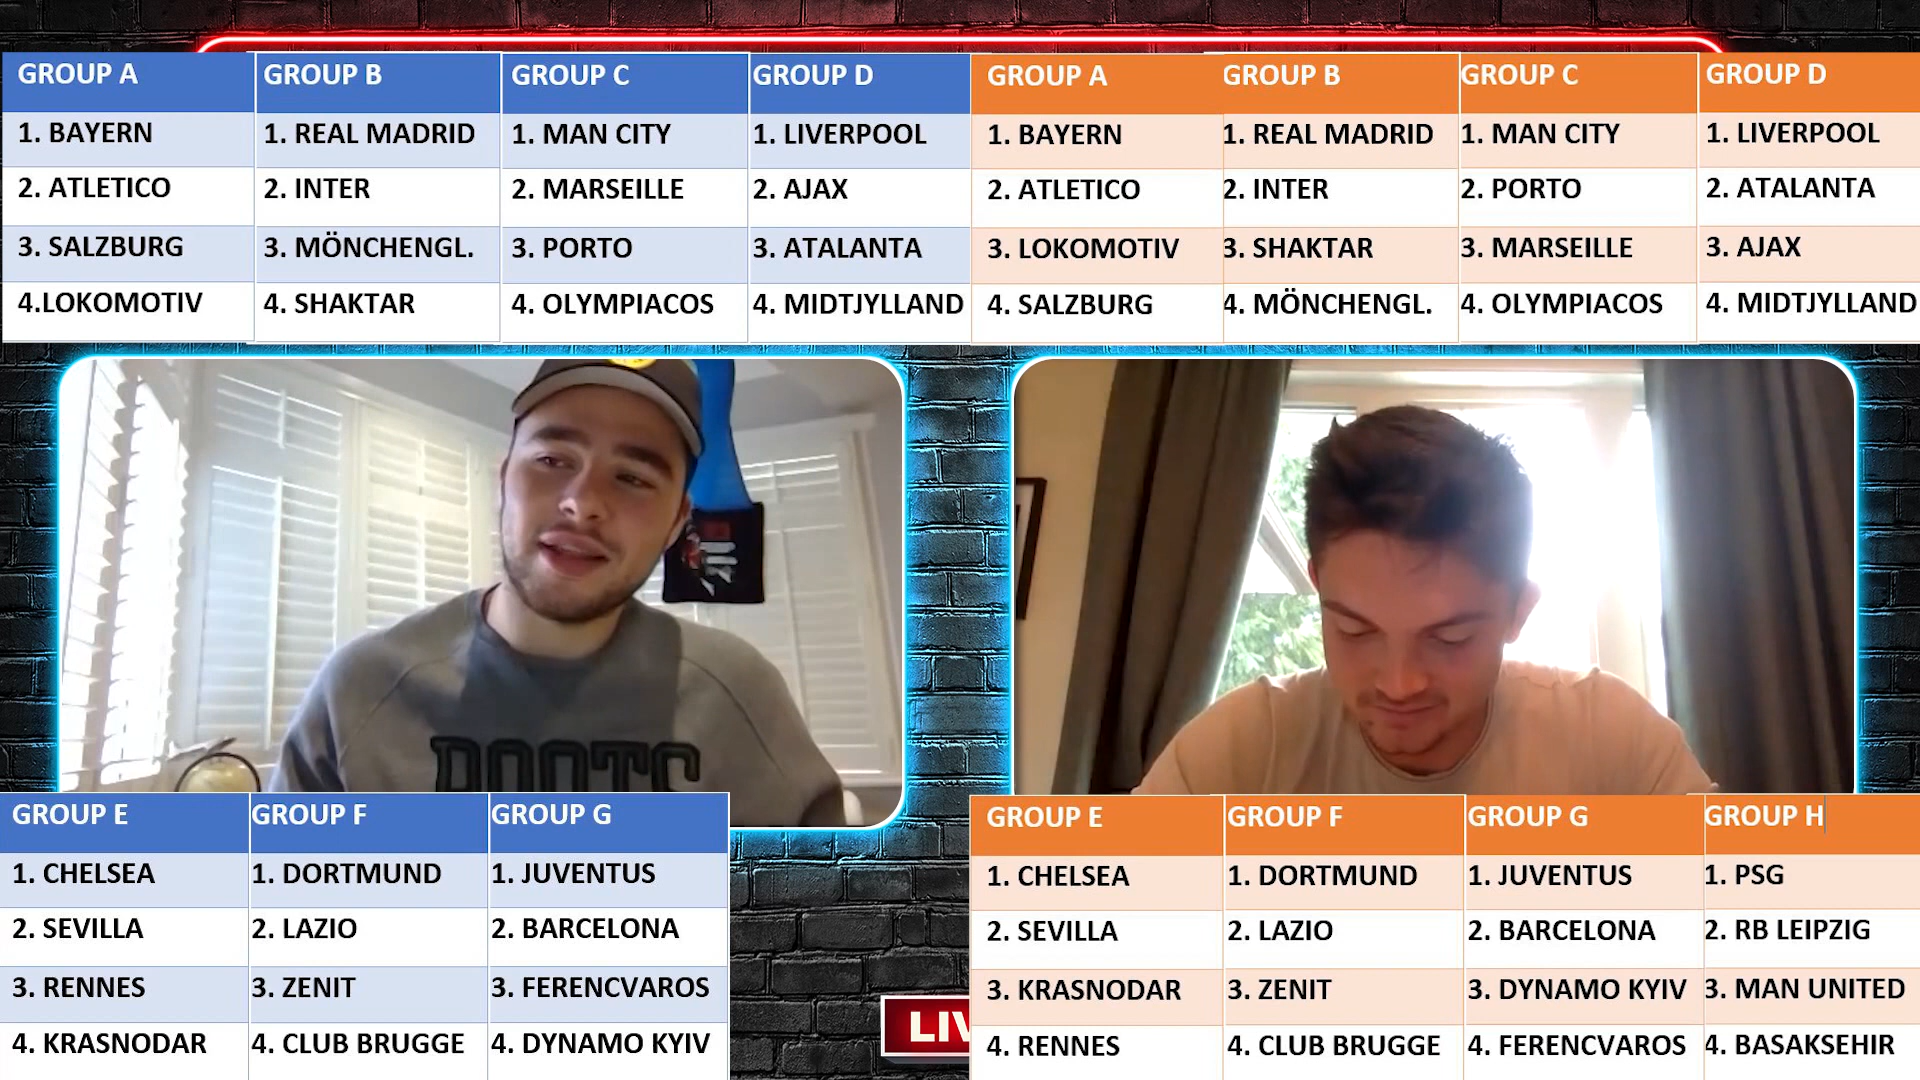 GROUP A
GROUP B
GROUP C
GROUP D
1. BAYERN
1. REAL MADRID
1. MAN CITY
1. LIVERPOOL
2. ATLETICO
2. INTER
2. MARSEILLE
2. AJAX
3. SALZBURG
3. MÖNCHENGL.
3. PORTO
3. ATALANTA
4.LOKOMOTIV
4. SHAKTAR
4. OLYMPIACOS
4. MIDTJYLLAND
GROUP A
GROUP B
GROUP C
GROUP D
1. BAYERN
1. REAL MADRID
1. MAN CITY
1. LIVERPOOL
2. ATLETICO
2. INTER
2. PORTO
2. ATALANTA
3. LOKOMOTIV
3. SHAKTAR
3. MARSEILLE
3. AJAX
4. SALZBURG
4. MÖNCHENGL.
4. OLYMPIACOS
4. MIDTJYLLAND
ROOTS
GROUP E
GROUP F
GROUP G
1. CHELSEA
1. DORTMUND
1. JUVENTUS
2. SEVILLA
2. LAZIO
2. BARCELONA
3. RENNES
3. ZENIT
3. FERENCVAROS
4. KRASNODAR
4. CLUB BRUGGE
4. DYNAMO KYIV
LIV
GROUP E
GROUP F
GROUP G
GROUP H
1. CHELSEA
1. DORTMUND
1. JUVENTUS
1. PSG
2. SEVILLA
2. LAZIO
2. BARCELONA
2. RB LEIPZIG
3. KRASNODAR
3. ZENIT
3. DYNAMO KYIV
3. MAN UNITED
4. RENNES
4. CLUB BRUGGE
4. FERENCVAROS
4. BASAKSEHIR